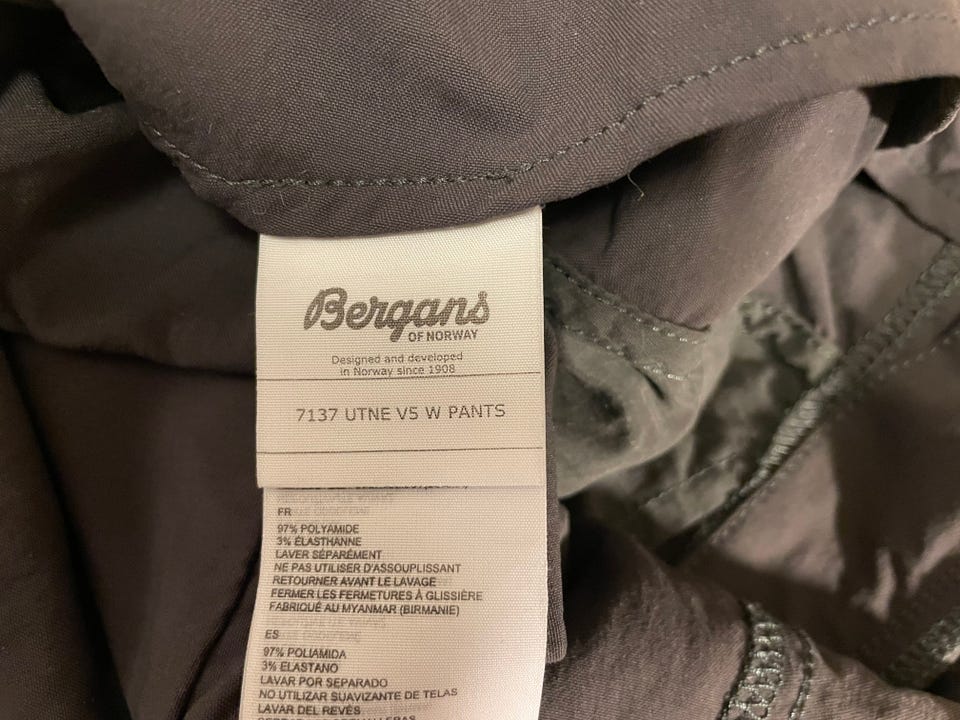 Bergans
OF NORWAY
Designed and developed
in Norway since 1908
7137 UTNE V5 W PANTS
FR
97% POLYAMIDE
3% ÉLASTHANNE
LAVER SÉPARÉMENT
NE PAS UTILISER D'ASSOUPLISSANT
RETOURNER AVANT LE LAVAGE
FERMER LES FERMETURES À GLISSIÈRE
FABRIQUÉ AU MYANMAR (BIRMANIE)
ES
97% POLIAMIDA
3% ELASTANO
LAVAR POR SEPARADO
NO UTILIZAR SUAVIZANTE DE TELAS
LAVAR DEL REVÉS